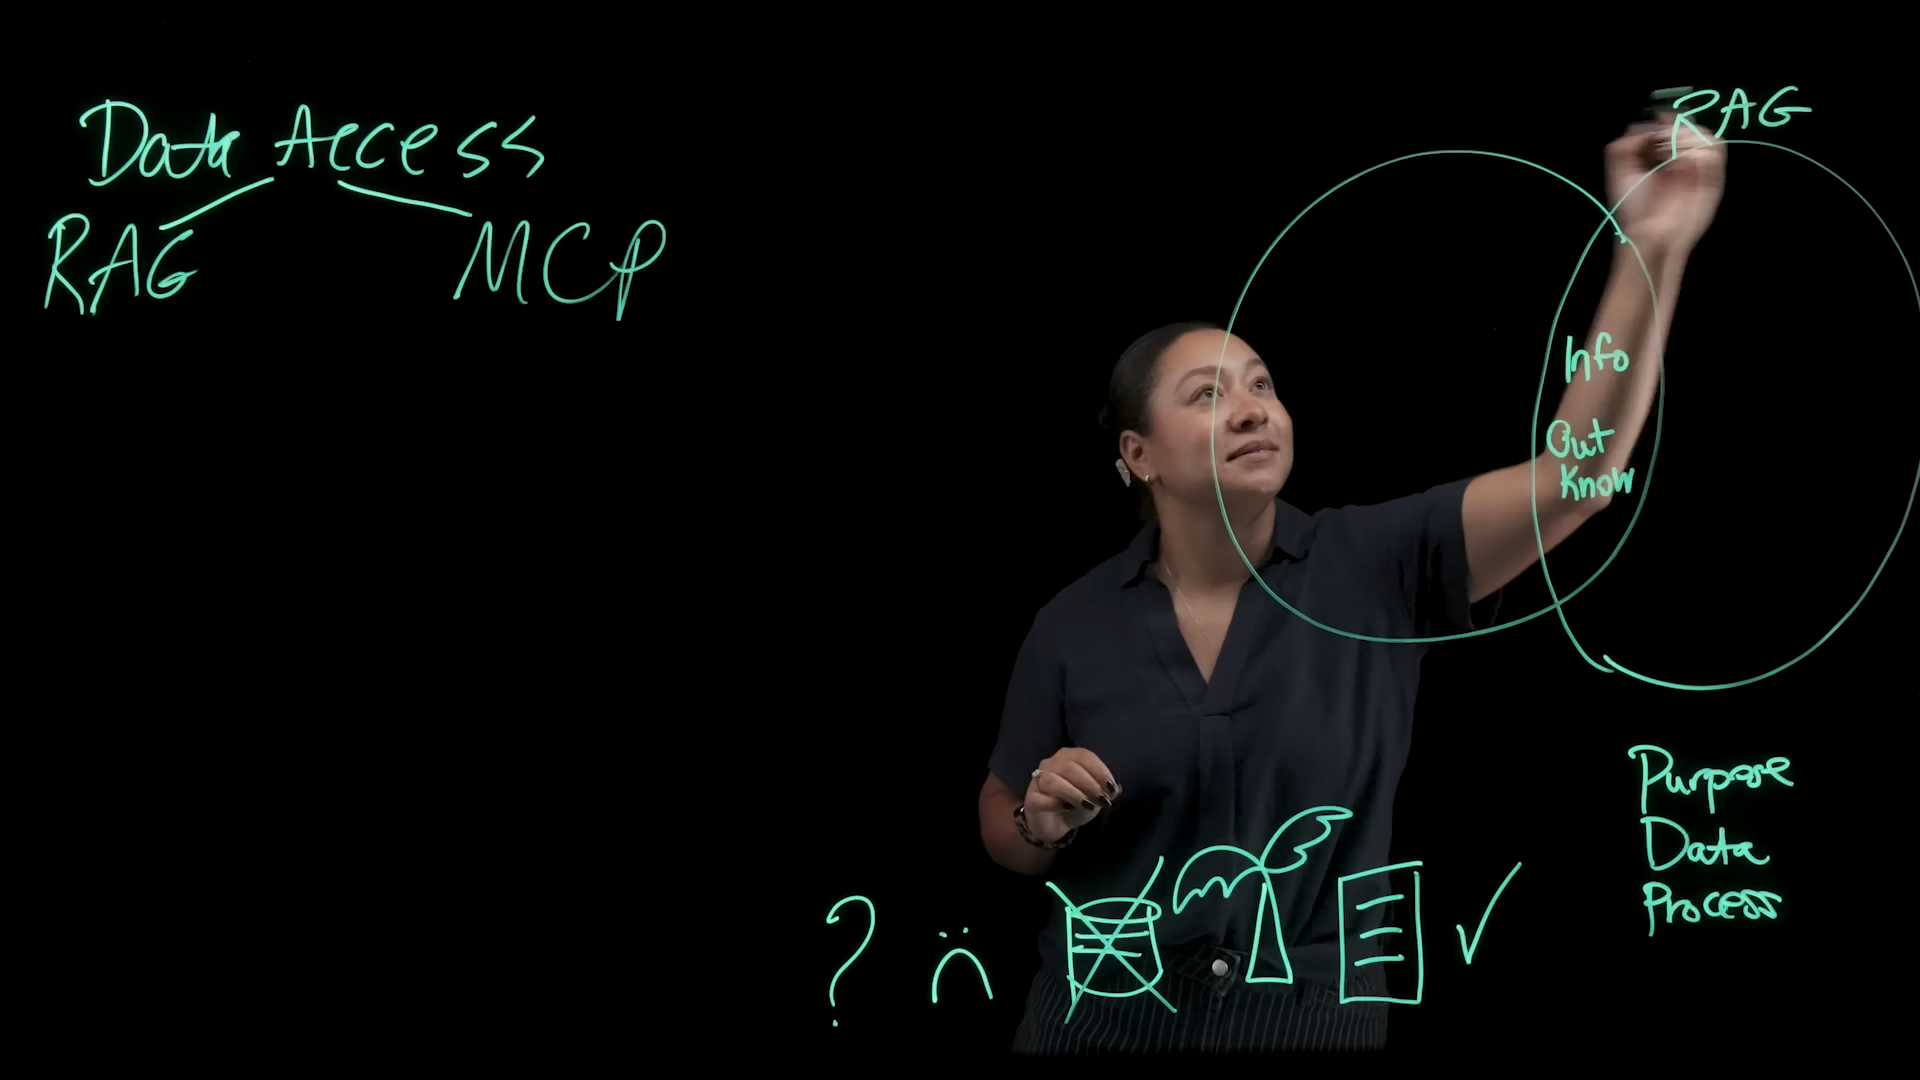 Data Access
RAG
MCP
RAG
Info
Out
Know
Purpose
Data
Process
?